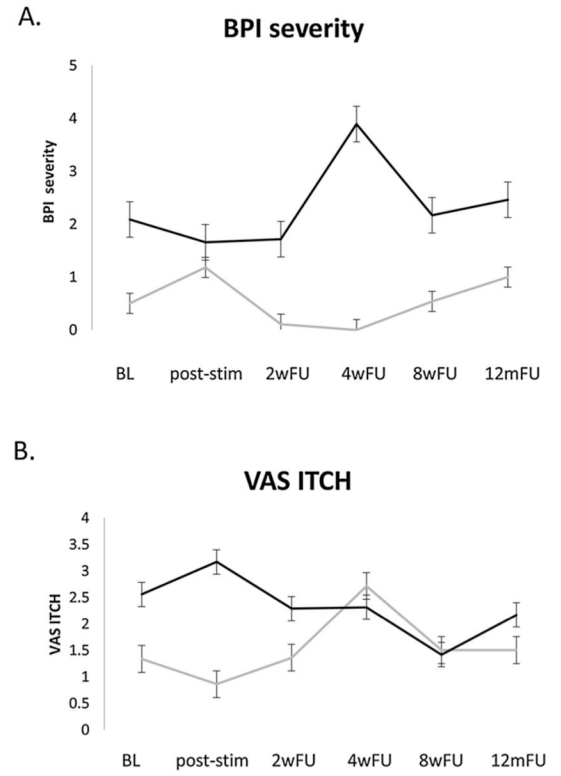 A.
BPI severity
5
4
3
2
1
0
BPI severity
BL post-stim 2wFU 4wFU 8wFU 12mFU
B.
VAS ITCH
4
3.5
3
2.5
2
1.5
1
0.5
0
VAS ITCH
BL post-stim 2wFU 4wFU 8wFU 12mFU